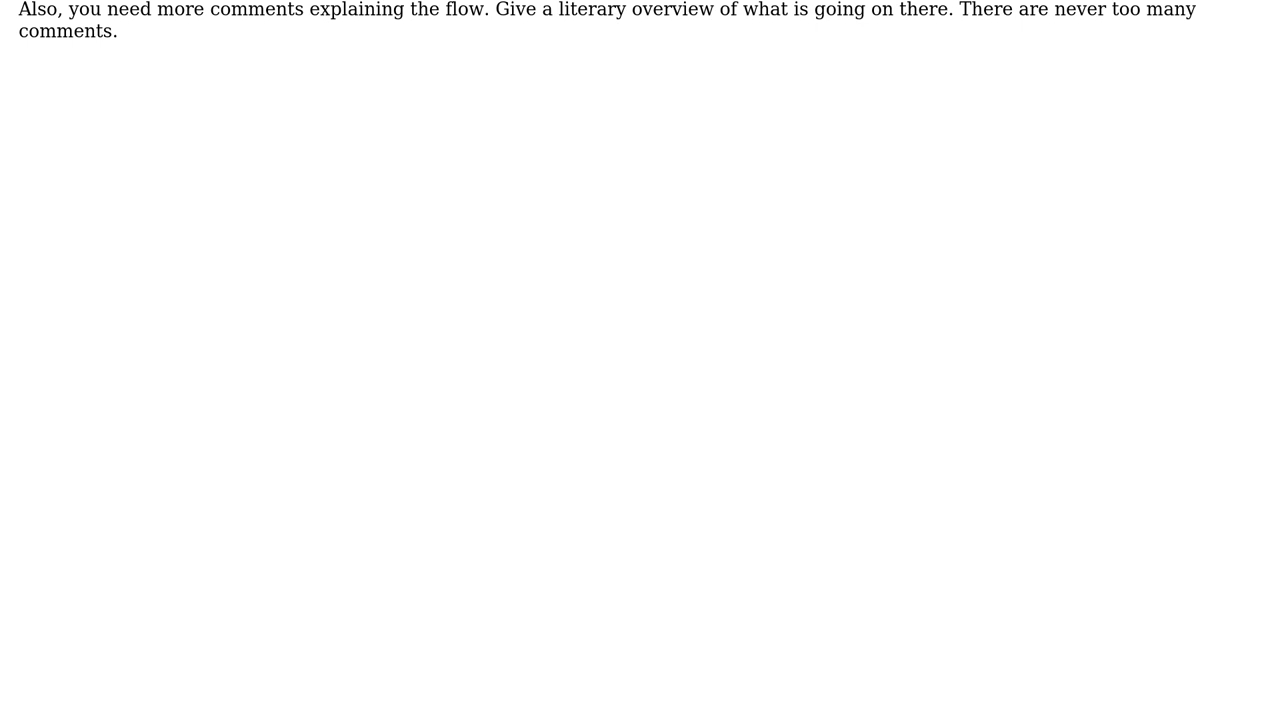 Also, you need more comments explaining the flow. Give a literary overview of what is going on there. There are never too many
comments.